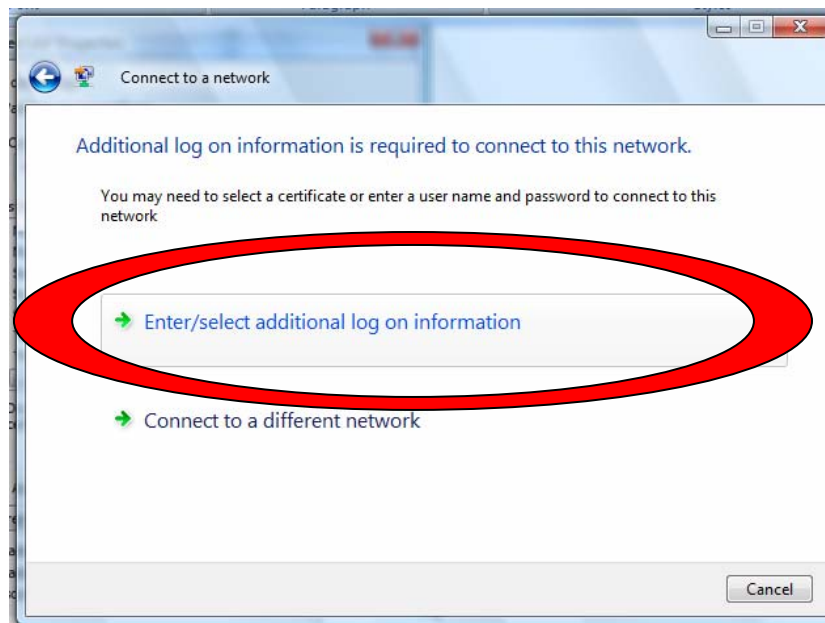 Connect to a network
Additional log on information is required to connect to this network.
You may need to select a certificate or enter a user name and password to connect to this
network
Enter/select additional log on information
Connect to a different network
Cancel